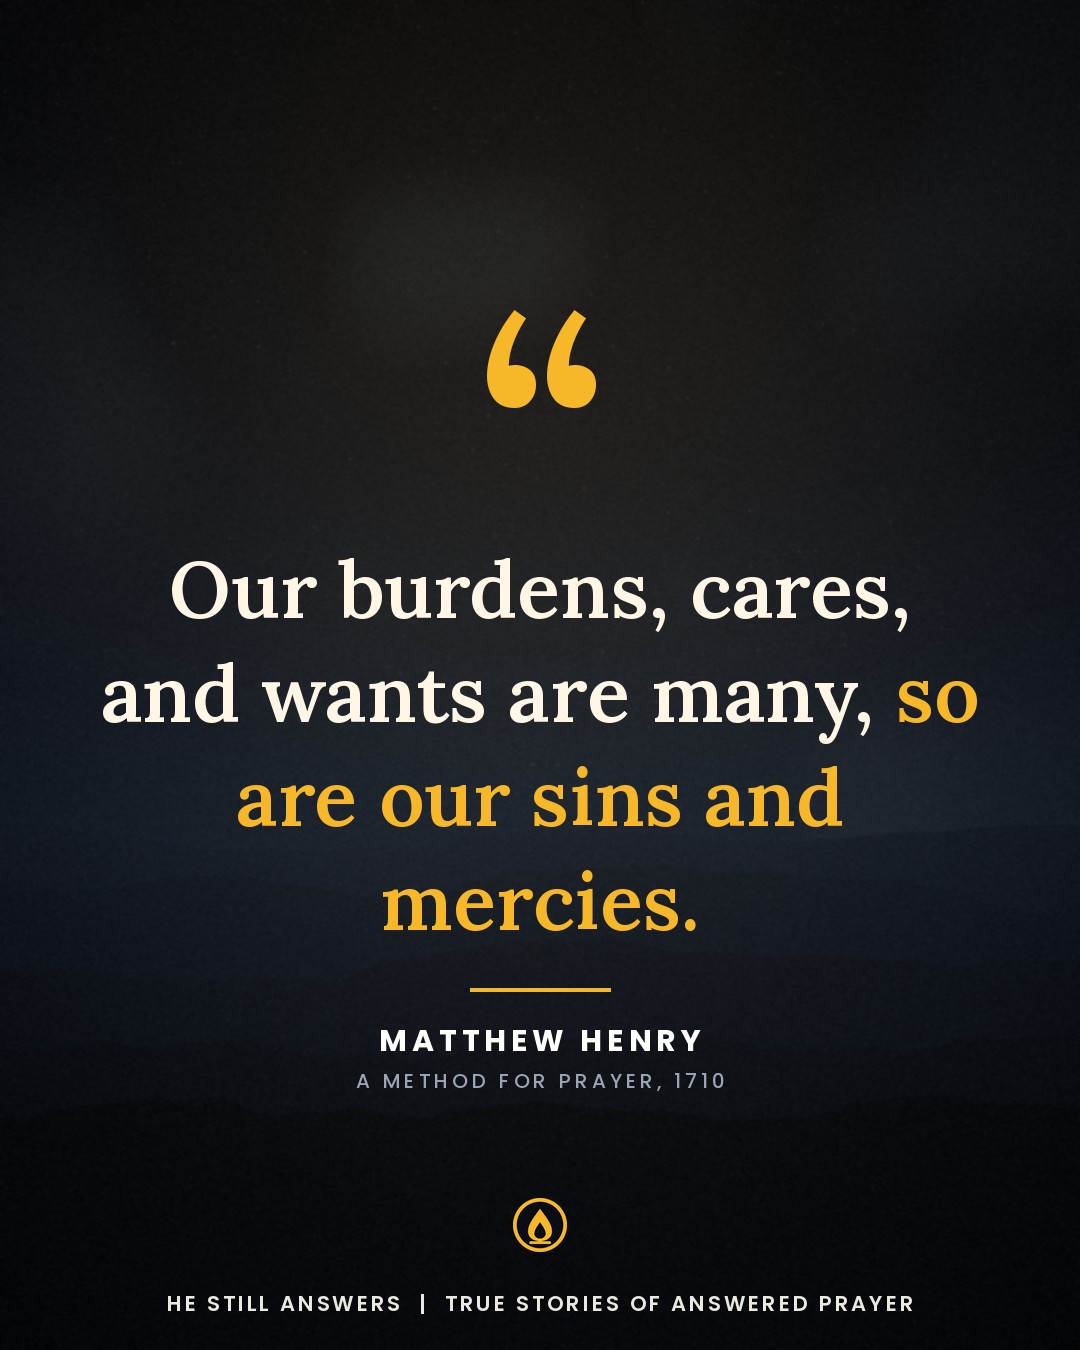 “
Our burdens, cares,
and wants are many, so
are our sins and
mercies.
MATTHEW HENRY
A METHOD FOR PRAYER, 1710
HE STILL ANSWERS | TRUE STORIES OF ANSWERED PRAYER